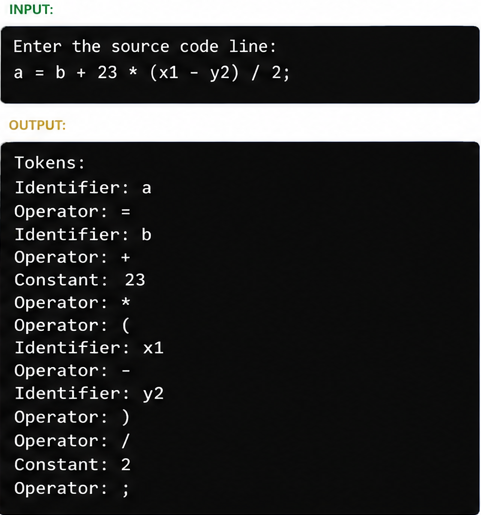 INPUT:
Enter the source code line:
a = b + 23 * (x1 - y2) / 2;
OUTPUT:
Tokens:
Identifier: a
Operator: =
Identifier: b
Operator: +
Constant: 23
Operator: *
Operator: (
Identifier: x1
Operator: -
Identifier: y2
Operator: )
Operator: /
Constant: 2
Operator: ;